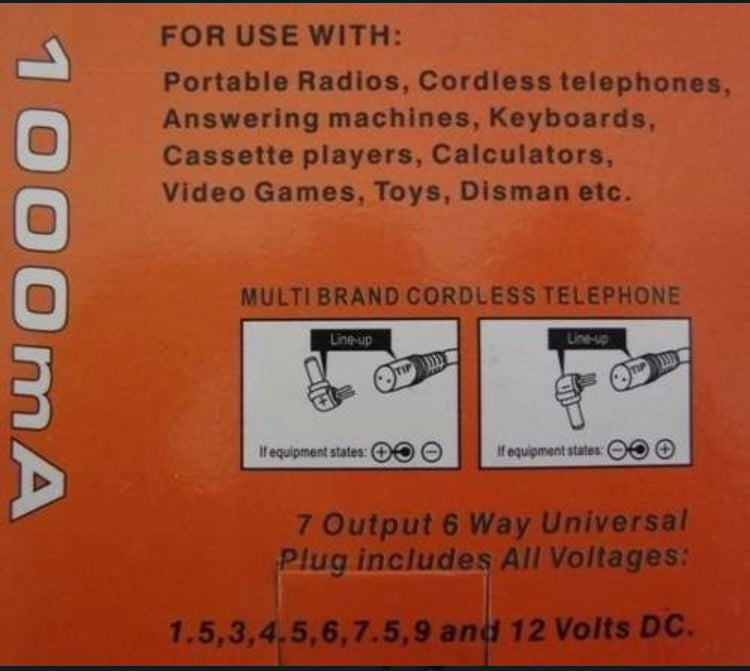 1000mA
FOR USE WITH:
Portable Radios, Cordless telephones,
Answering machines, Keyboards,
Cassette players, Calculators,
Video Games, Toys, Disman etc.
MULTI BRAND CORDLESS TELEPHONE
Line-up
TIP
+
If equipment states: + −
Line-up
TIP
−
If equipment states: − +
7 Output 6 Way Universal
Plug includes All Voltages:
1.5,3,4.5,6,7.5,9 and 12 Volts DC.